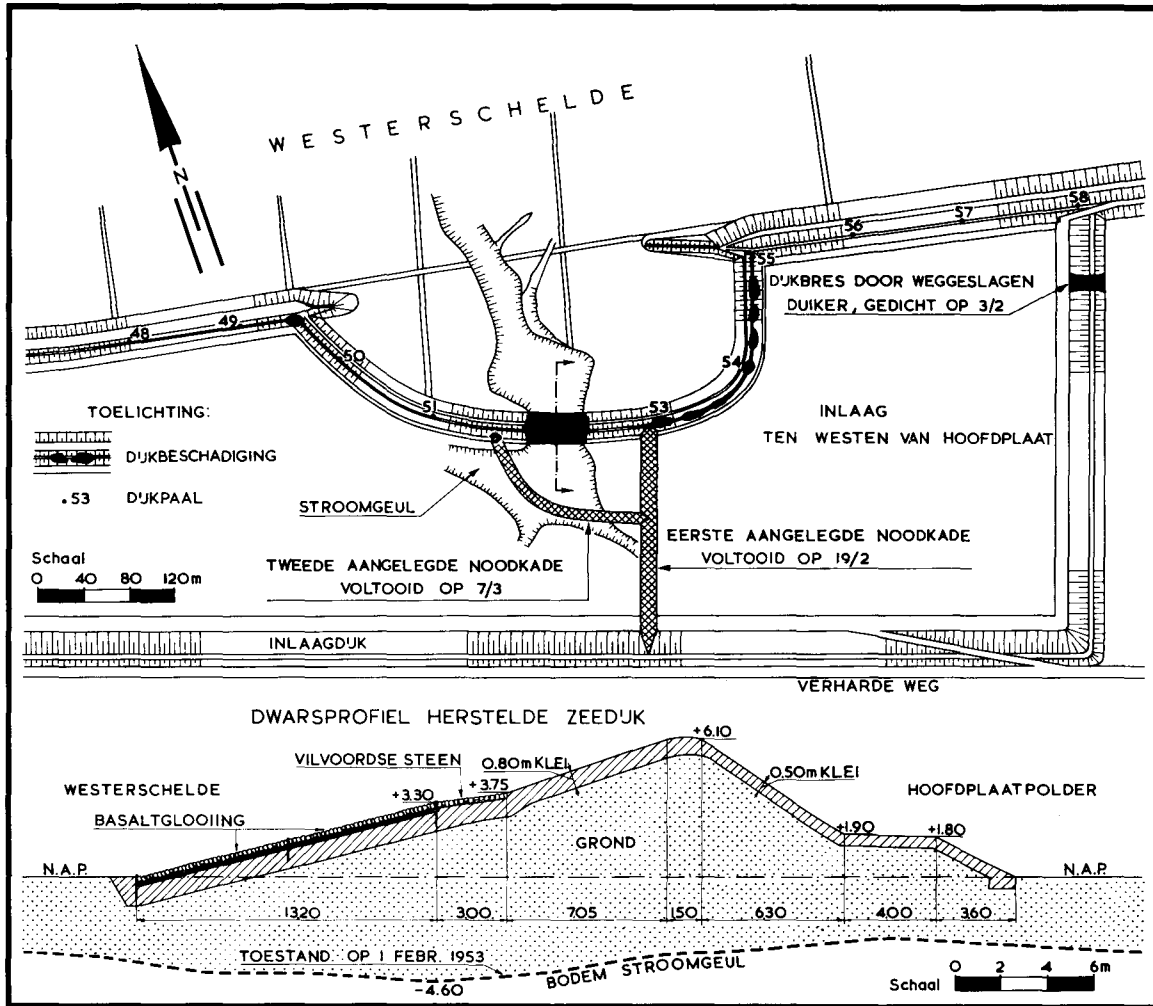 WESTERSCHELDE
N
48
49
50
51
53
54
55
56
57
58
DIJKBRES DOOR WEGGESLAGEN
DUIKER, GEDICHT OP 3/2
TOELICHTING:
DIJKBESCHADIGING
.53 DIJKPAAL
INLAAG
TEN WESTEN VAN HOOFDPLAAT
STROOMGEUL
EERSTE AANGELEGDE NOODKADE
VOLTOOID OP 19/2
TWEEDE AANGELEGDE NOODKADE
VOLTOOID OP 7/3
Schaal
0 40 80 120m
INLAAGDIJK
VERHARDE WEG
DWARSPROFIEL HERSTELDE ZEEDIJK
WESTERSCHELDE
VILVOORDSE STEEN
0.80m KLEI
+6.10
0.50m KLEI
HOOFDPLAATPOLDER
BASALTGLOOIING
+3.30
+3.75
GROND
+1.90
+1.80
N.A.P.
N.A.P.
13.20 3.00 7.05 1.50 6.30 4.00 3.60
TOESTAND OP 1 FEBR. 1953
-4.60
BODEM STROOMGEUL
Schaal 0 2 4 6m